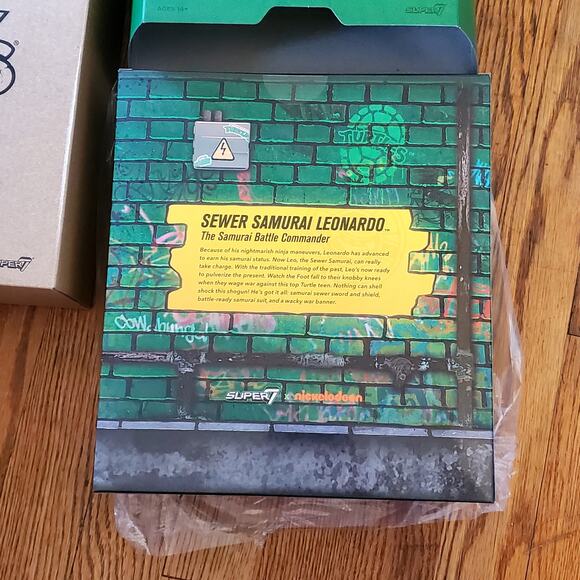 AGES 14+
SUPER7
TURTLES
SEWER SAMURAI LEONARDO™
The Samurai Battle Commander
Because of his nightmarish ninja maneuvers, Leonardo has advanced
to earn his samurai status. Now Leo, the Sewer Samurai, can really
take charge. With the traditional training of the past, Leo's now ready
to pulverize the present. Watch the Foot fall to their knobby knees
when they wage war against this top Turtle teen. Nothing can shell
shock this shogun! He's got it all: samurai sewer sword and shield,
battle-ready samurai suit, and a wacky war banner.
Cowabunga!
SUPER7 x nickelodeon